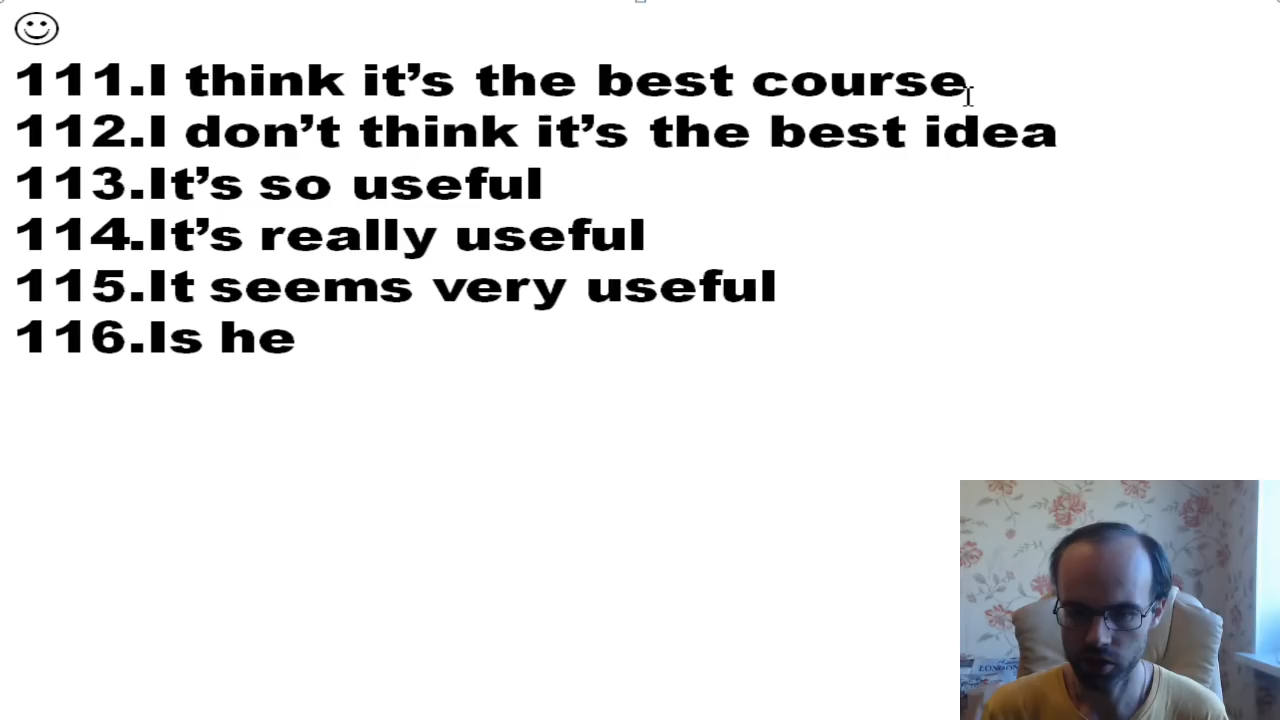 111.I think it’s the best course
112.I don’t think it’s the best idea
113.It’s so useful
114.It’s really useful
115.It seems very useful
116.Is he
LONDON